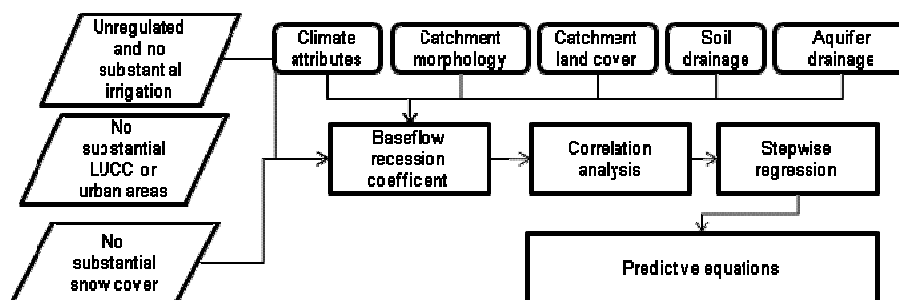 Unregulated
and no
substantial
irrigation
Climate
attributes
Catchment
morphology
Catchment
land cover
Soil
drainage
Aquifer
drainage
No
substantial
LUCC or
urban areas
Baseflow
recession
coefficent
Correlation
analysis
Stepwise
regression
No
substantial
snow cover
Predictve equations